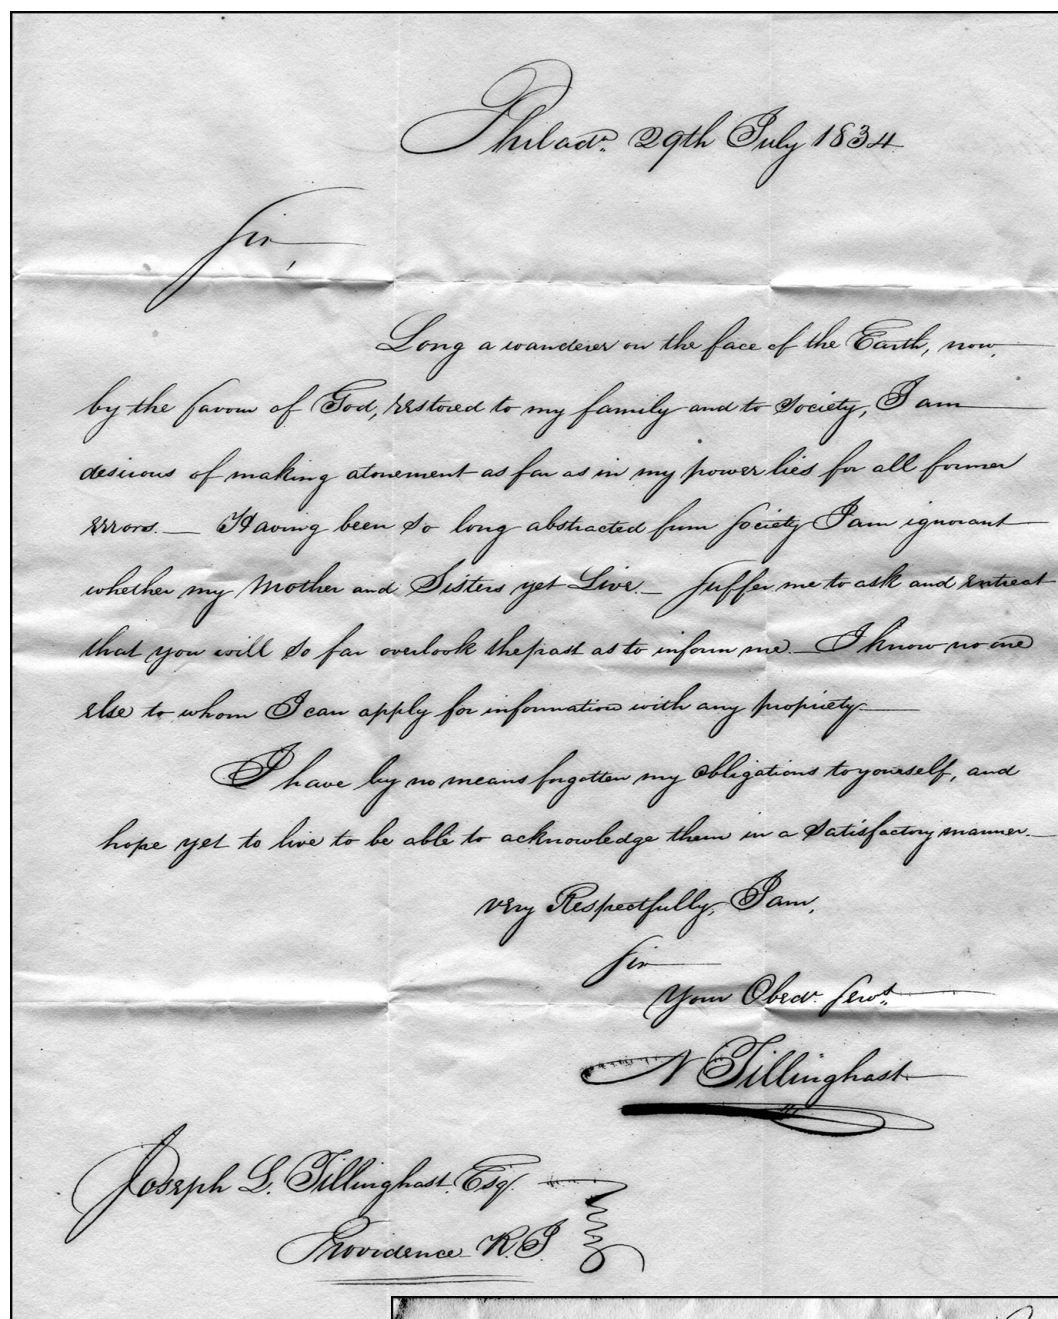 Philada. 29th July 1834
Sir,
Long a wanderer on the face of the Earth, now,
by the favour of God, restored to my family and to society, I am
desirous of making atonement as far as in my power lies for all former
errors. — Having been so long abstracted from society I am ignorant
whether my Mother and Sisters yet Live. — Suffer me to ask and entreat
that you will so far overlook the past as to inform me. — I know no one
else to whom I can apply for information with any propriety —
I have by no means forgotten my obligations to yourself, and
hope yet to live to be able to acknowledge them in a satisfactory manner. —
very Respectfully, I am,
Sir
Your Obedt. Servt.
N Tillinghast
Joseph L. Tillinghast. Esq.
Providence R. I